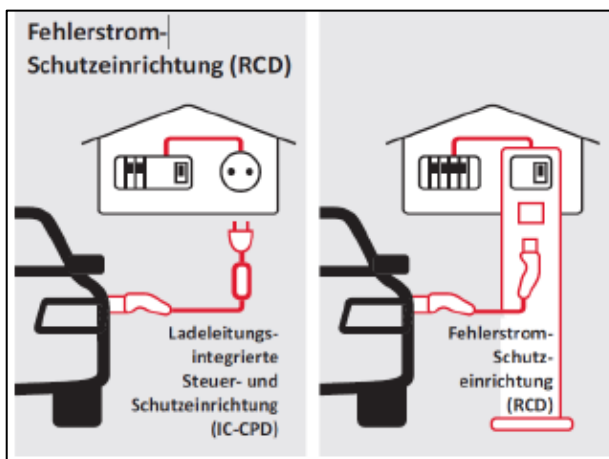 Fehlerstrom-
Schutzeinrichtung (RCD)
Ladeleitungs-
integrierte
Steuer- und
Schutzeinrichtung
(IC-CPD)
Fehlerstrom-
Schutz-
einrichtung
(RCD)